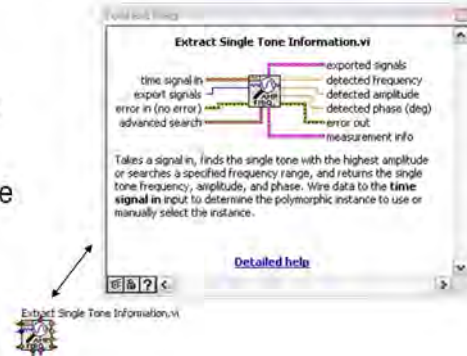 Context Help
Extract Single Tone Information.vi
exported signals
time signal in
detected frequency
export signals
detected amplitude
error in (no error)
detected phase (deg)
advanced search
error out
measurement info
Takes a signal in, finds the single tone with the highest amplitude
or searches a specified frequency range, and returns the single
tone frequency, amplitude, and phase. Wire data to the time
signal in input to determine the polymorphic instance to use or
manually select the instance.
Detailed help
?
Extract Single Tone Information.vi